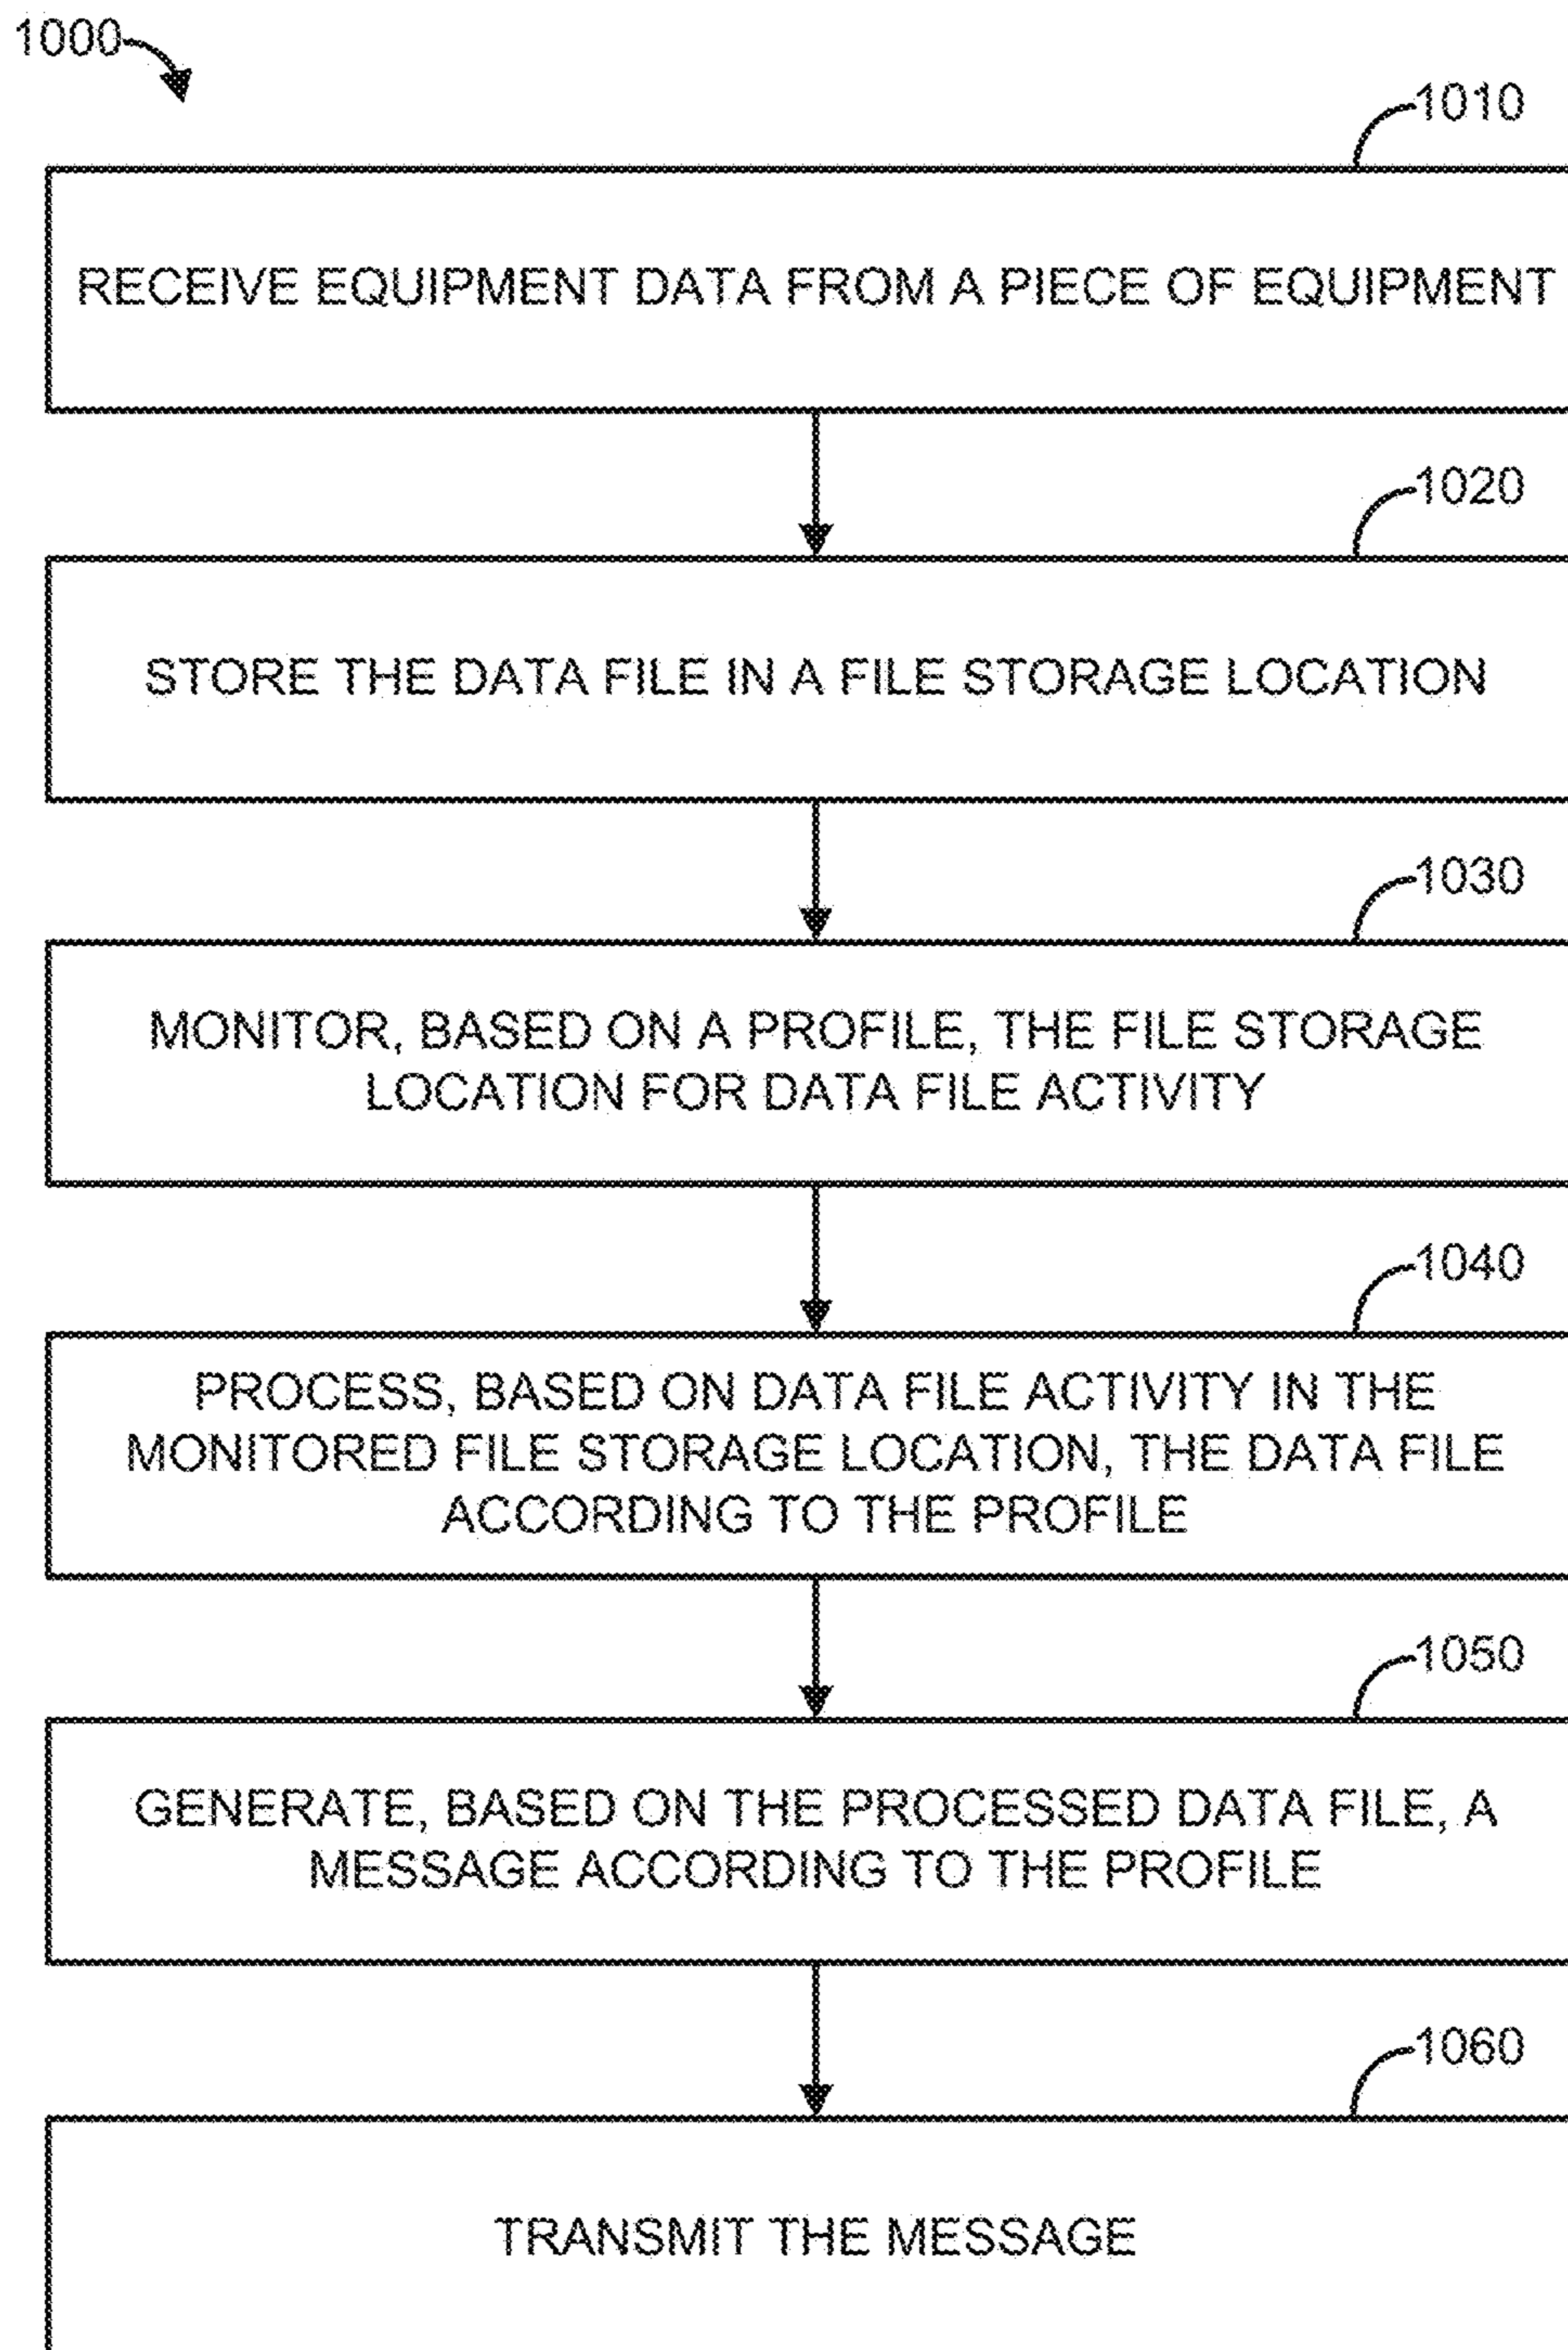 1000
1010
RECEIVE EQUIPMENT DATA FROM A PIECE OF EQUIPMENT
1020
STORE THE DATA FILE IN A FILE STORAGE LOCATION
1030
MONITOR, BASED ON A PROFILE, THE FILE STORAGE
LOCATION FOR DATA FILE ACTIVITY
1040
PROCESS, BASED ON DATA FILE ACTIVITY IN THE
MONITORED FILE STORAGE LOCATION, THE DATA FILE
ACCORDING TO THE PROFILE
1050
GENERATE, BASED ON THE PROCESSED DATA FILE, A
MESSAGE ACCORDING TO THE PROFILE
1060
TRANSMIT THE MESSAGE